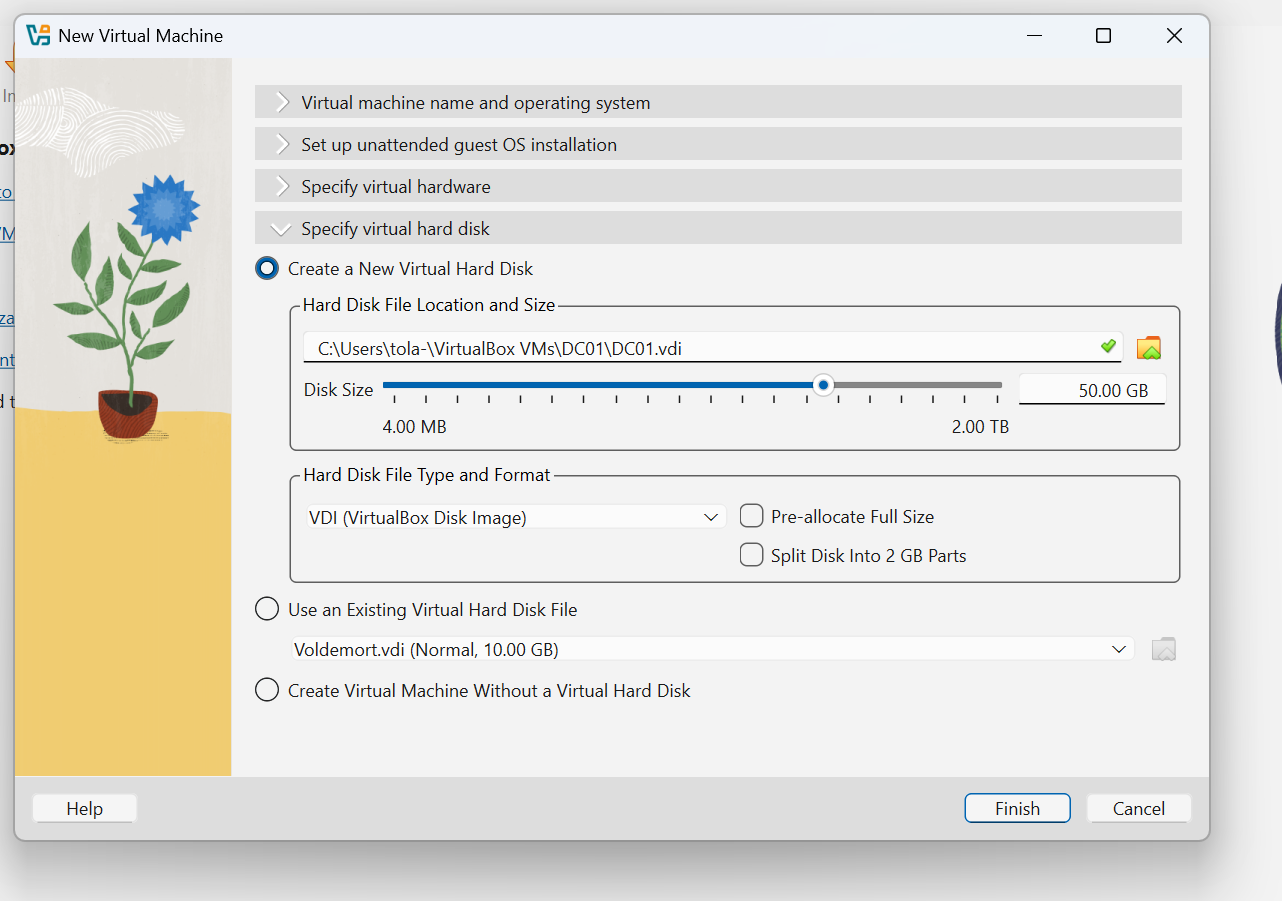 New Virtual Machine
Virtual machine name and operating system
Set up unattended guest OS installation
Specify virtual hardware
Specify virtual hard disk
Create a New Virtual Hard Disk
Hard Disk File Location and Size
C:\Users\tola-\VirtualBox VMs\DC01\DC01.vdi
Disk Size
50.00 GB
4.00 MB
2.00 TB
Hard Disk File Type and Format
VDI (VirtualBox Disk Image)
Pre-allocate Full Size
Split Disk Into 2 GB Parts
Use an Existing Virtual Hard Disk File
Voldemort.vdi (Normal, 10.00 GB)
Create Virtual Machine Without a Virtual Hard Disk
Help
Finish
Cancel